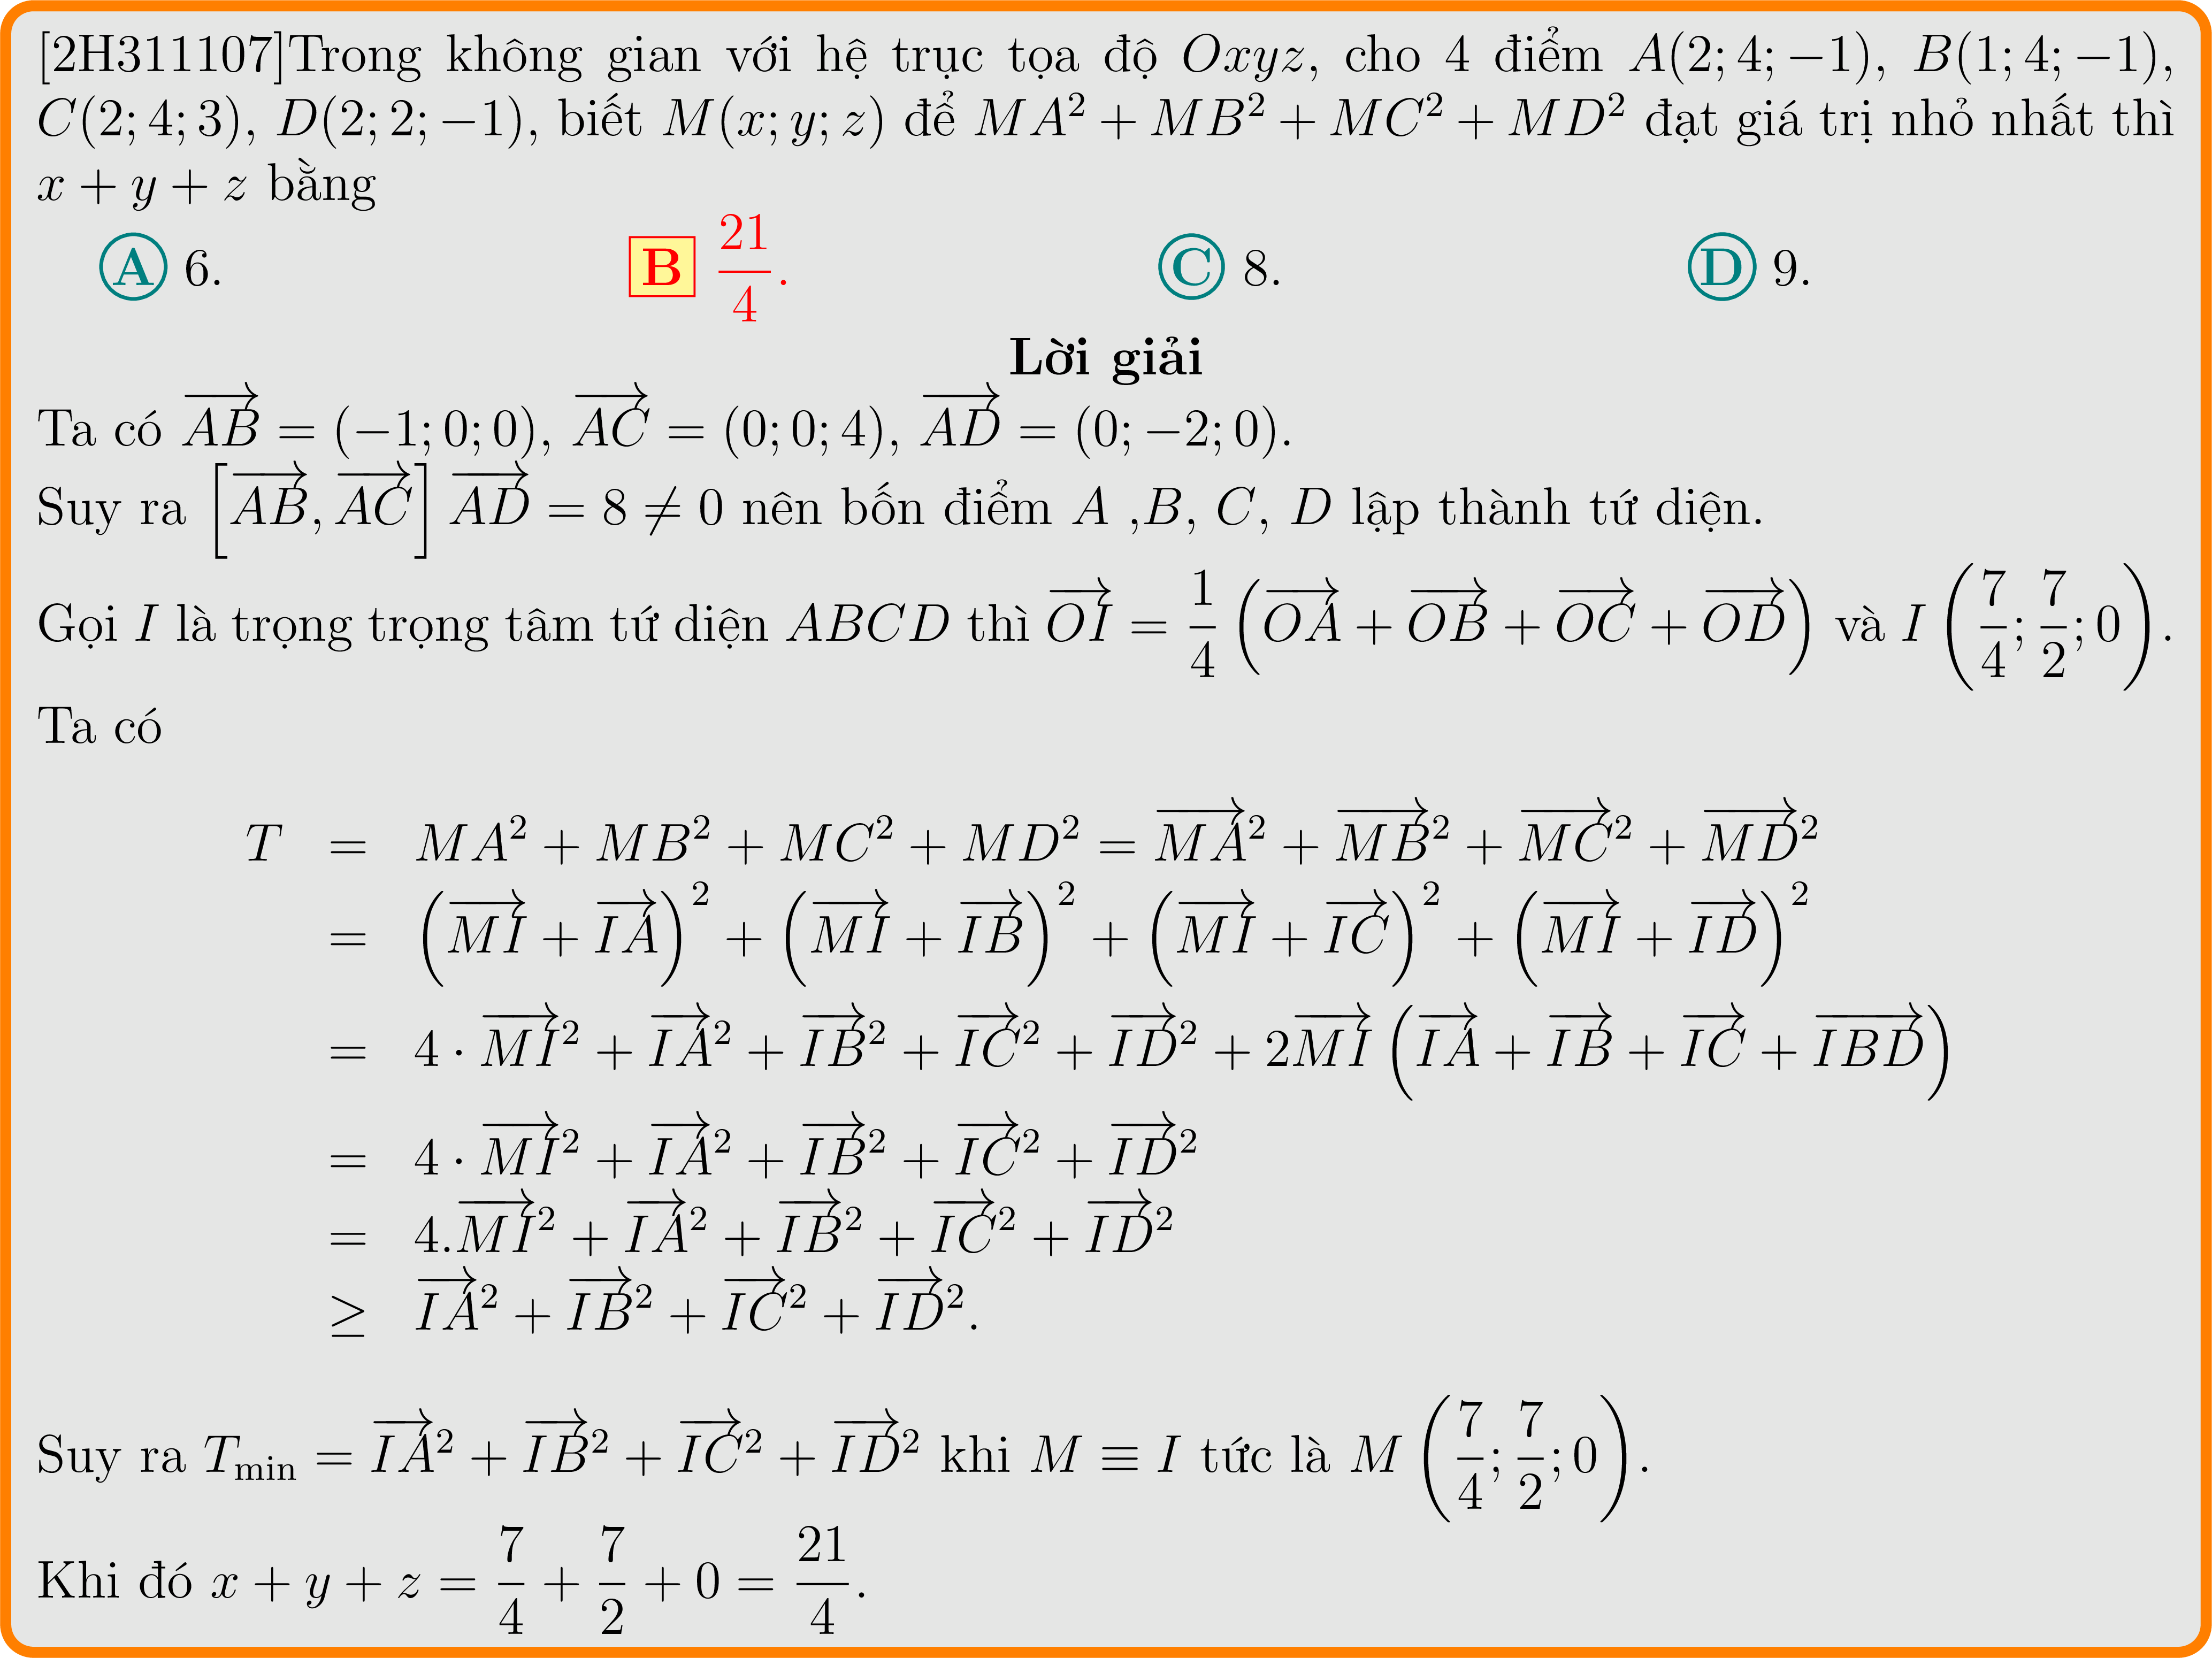 [2H311107]Trong không gian với hệ trục tọa độ $Oxyz$, cho 4 điểm $A(2;4;-1)$, $B(1;4;-1)$,
$C(2;4;3)$, $D(2;2;-1)$, biết $M(x;y;z)$ để $MA^2+MB^2+MC^2+MD^2$ đạt giá trị nhỏ nhất thì
$x+y+z$ bằng
A 6. B $\dfrac{21}{4}$. C 8. D 9.
Lời giải
Ta có $\overrightarrow{AB}=(-1;0;0)$, $\overrightarrow{AC}=(0;0;4)$, $\overrightarrow{AD}=(0;-2;0)$.
Suy ra $\left[\overrightarrow{AB},\overrightarrow{AC}\right]\overrightarrow{AD}=8\neq 0$ nên bốn điểm $A$ ,$B$, $C$, $D$ lập thành tứ diện.
Gọi $I$ là trọng trọng tâm tứ diện $ABCD$ thì $\overrightarrow{OI}=\dfrac{1}{4}\left(\overrightarrow{OA}+\overrightarrow{OB}+\overrightarrow{OC}+\overrightarrow{OD}\right)$ và $I\left(\dfrac{7}{4};\dfrac{7}{2};0\right)$.
Ta có
$T = MA^2+MB^2+MC^2+MD^2=\overrightarrow{MA}^2+\overrightarrow{MB}^2+\overrightarrow{MC}^2+\overrightarrow{MD}^2$
$= \left(\overrightarrow{MI}+\overrightarrow{IA}\right)^2+\left(\overrightarrow{MI}+\overrightarrow{IB}\right)^2+\left(\overrightarrow{MI}+\overrightarrow{IC}\right)^2+\left(\overrightarrow{MI}+\overrightarrow{ID}\right)^2$
$= 4\cdot\overrightarrow{MI}^2+\overrightarrow{IA}^2+\overrightarrow{IB}^2+\overrightarrow{IC}^2+\overrightarrow{ID}^2+2\overrightarrow{MI}\left(\overrightarrow{IA}+\overrightarrow{IB}+\overrightarrow{IC}+\overrightarrow{IBD}\right)$
$= 4\cdot\overrightarrow{MI}^2+\overrightarrow{IA}^2+\overrightarrow{IB}^2+\overrightarrow{IC}^2+\overrightarrow{ID}^2$
$= 4.\overrightarrow{MI}^2+\overrightarrow{IA}^2+\overrightarrow{IB}^2+\overrightarrow{IC}^2+\overrightarrow{ID}^2$
$\geq \overrightarrow{IA}^2+\overrightarrow{IB}^2+\overrightarrow{IC}^2+\overrightarrow{ID}^2.$
Suy ra $T_{\min}=\overrightarrow{IA}^2+\overrightarrow{IB}^2+\overrightarrow{IC}^2+\overrightarrow{ID}^2$ khi $M\equiv I$ tức là $M\left(\dfrac{7}{4};\dfrac{7}{2};0\right)$.
Khi đó $x+y+z=\dfrac{7}{4}+\dfrac{7}{2}+0=\dfrac{21}{4}$.